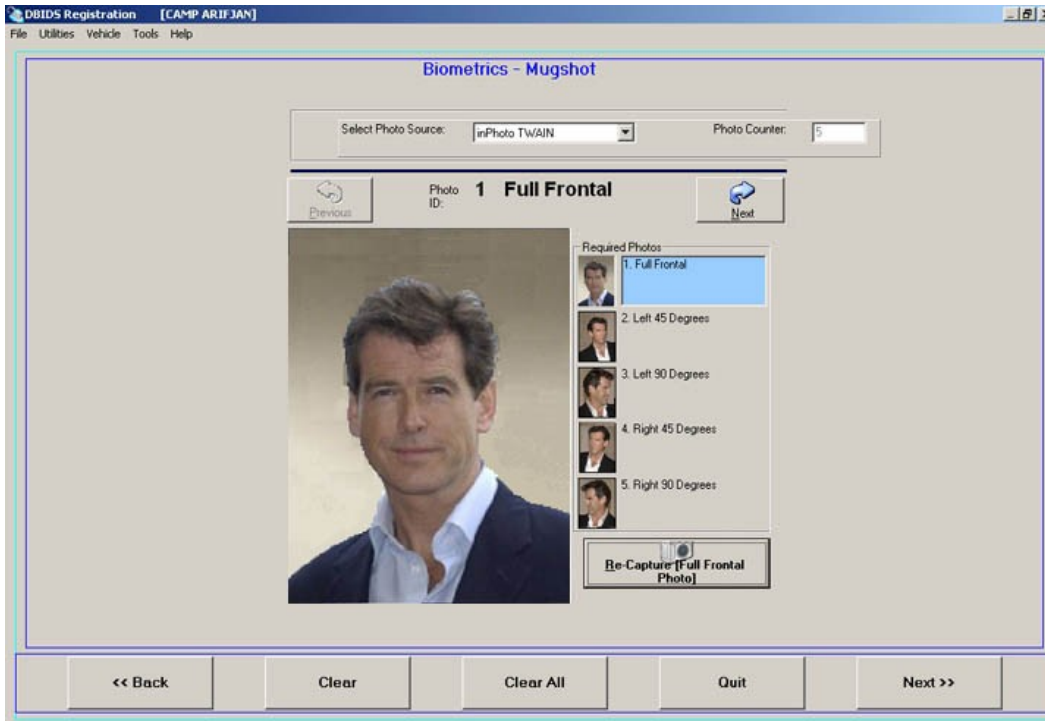 DBIDS Registration [CAMP ARIFJAN]
File Utilities Vehicle Tools Help
Biometrics - Mugshot
Select Photo Source: inPhoto TWAIN Photo Counter: 5
Previous Photo ID: 1 Full Frontal Next
Required Photos
1. Full Frontal
2. Left 45 Degrees
3. Left 90 Degrees
4. Right 45 Degrees
5. Right 90 Degrees
Re-Capture [Full Frontal
Photo]
<< Back Clear Clear All Quit Next >>